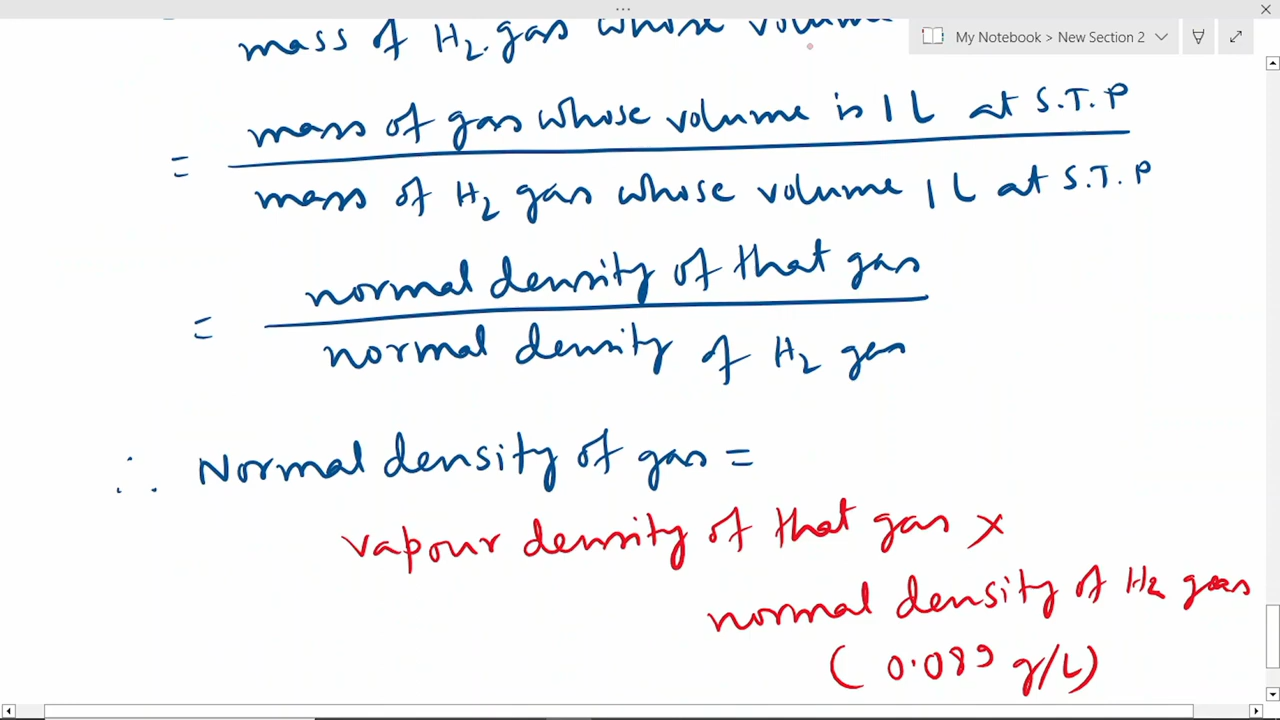 ...
×
mass of H2 gas whose volume
My Notebook > New Section 2
mass of gas whose volume is 1 L at S.T.P
=
mass of H2 gas whose volume 1 L at S.T.P
normal density of that gas
=
normal density of H2 gas
∴ Normal density of gas =
vapour density of that gas ×
normal density of H2 gas
(0.089 g/L)